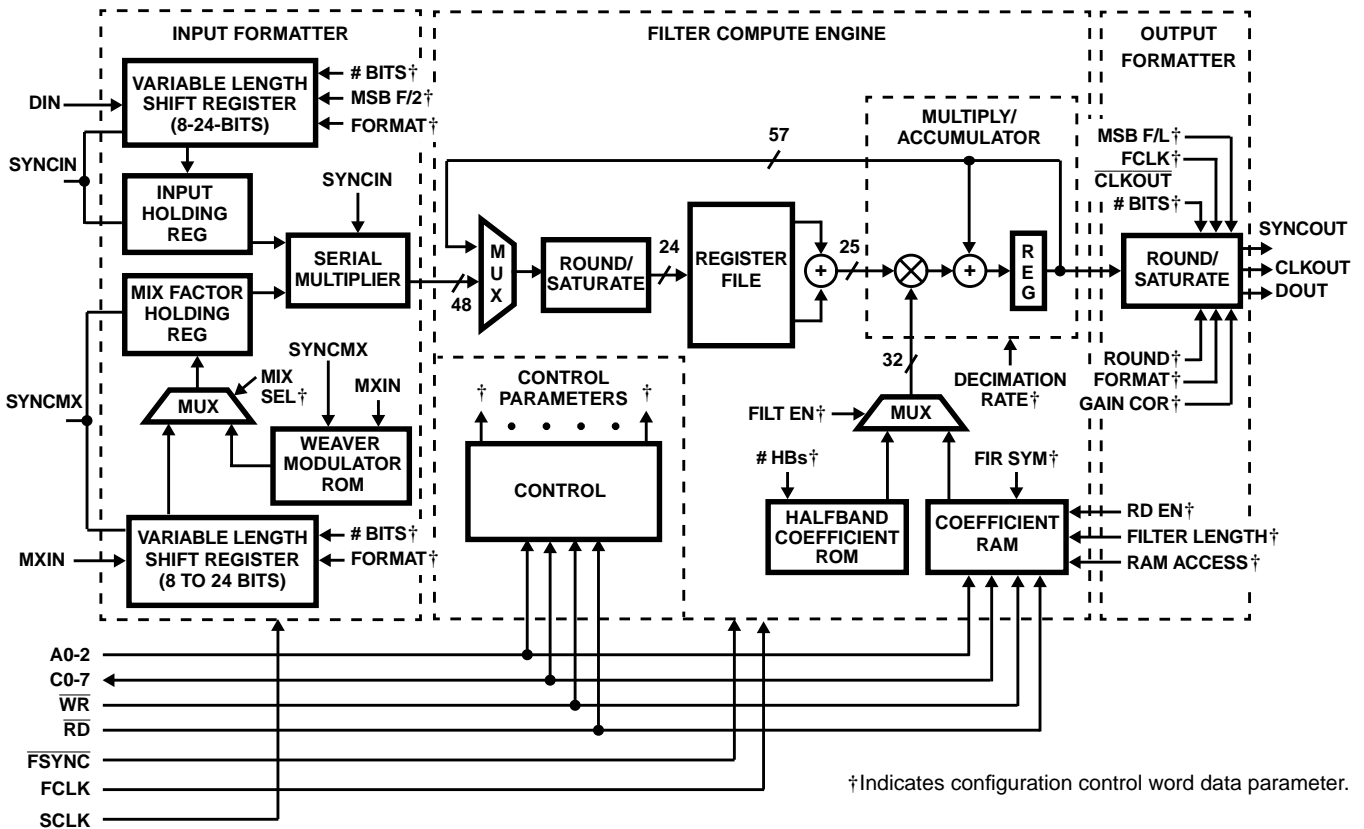 INPUT FORMATTER
VARIABLE LENGTH
SHIFT REGISTER
(8-24-BITS)
# BITS†
MSB F/2†
FORMAT†
DIN
SYNCIN
INPUT
HOLDING
REG
SYNCIN
SERIAL
MULTIPLIER
MIX FACTOR
HOLDING
REG
SYNCMX
MUX
MIX
SEL†
SYNCMX
MXIN
WEAVER
MODULATOR
ROM
VARIABLE LENGTH
SHIFT REGISTER
(8 TO 24 BITS)
# BITS†
FORMAT†
MXIN
FILTER COMPUTE ENGINE
57
48
MUX
ROUND/
SATURATE
24
REGISTER
FILE
+
25
MULTIPLY/
ACCUMULATOR
+
REG
32
DECIMATION
RATE†
FILT EN†
MUX
# HBs†
HALFBAND
COEFFICIENT
ROM
FIR SYM†
COEFFICIENT
RAM
RD EN†
FILTER LENGTH†
RAM ACCESS†
† CONTROL †
PARAMETERS
CONTROL
OUTPUT
FORMATTER
MSB F/L†
FCLK†
CLKOUT
# BITS†
ROUND/
SATURATE
SYNCOUT
CLKOUT
DOUT
ROUND†
FORMAT†
GAIN COR†
A0-2
C0-7
WR
RD
FSYNC
FCLK
SCLK
†Indicates configuration control word data parameter.